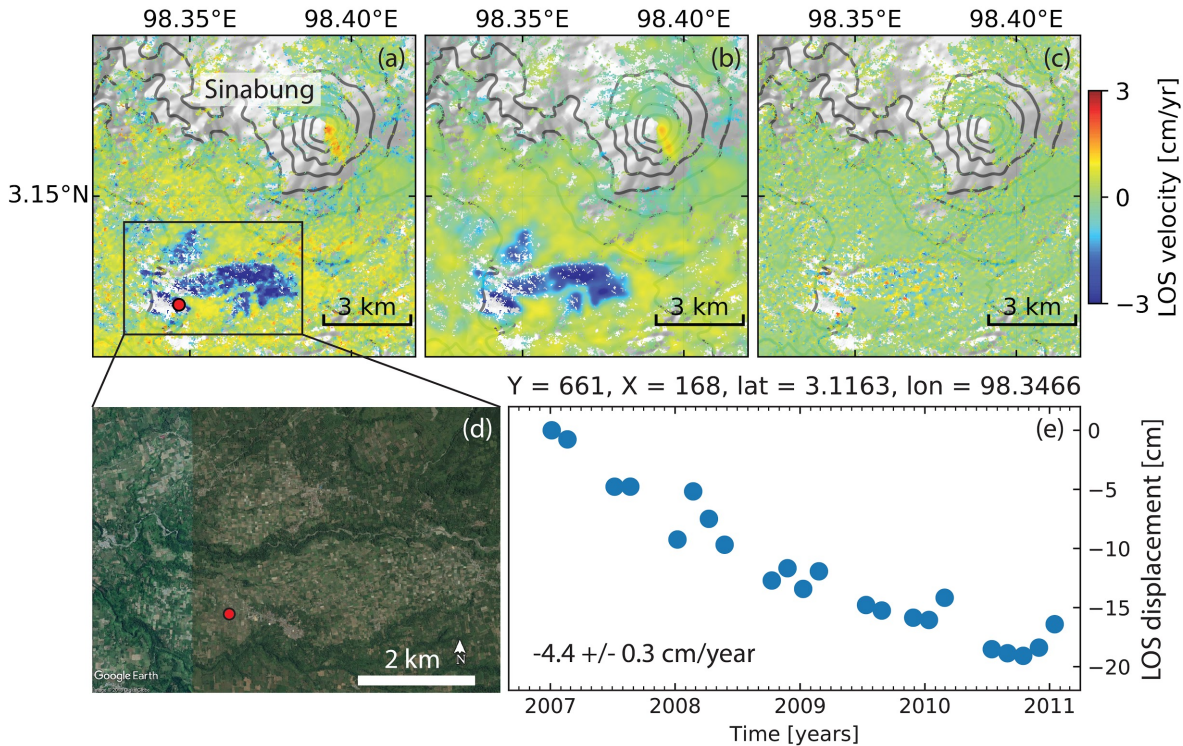 98.35°E 98.40°E 98.35°E 98.40°E 98.35°E 98.40°E
(a) (b) (c)
Sinabung
3
LOS velocity [cm/yr]
3.15°N
0
3 km 3 km 3 km
−3
Y = 661, X = 168, lat = 3.1163, lon = 98.3466
(d) (e)
0
−5
−10
−15
−20
LOS displacement [cm]
2 km
N
-4.4 +/- 0.3 cm/year
Google Earth
2007 2008 2009 2010 2011
Time [years]